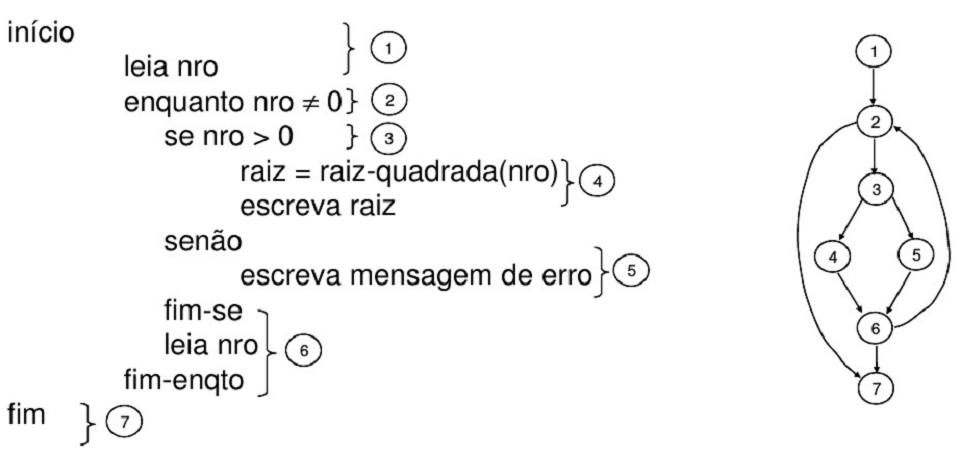 início
leia nro } 1
enquanto nro ≠ 0 } 2
se nro > 0 } 3
raiz = raiz-quadrada(nro) } 4
escreva raiz
senão
escreva mensagem de erro } 5
fim-se
leia nro } 6
fim-enqto
fim } 7
1
2
3
4 5
6
7